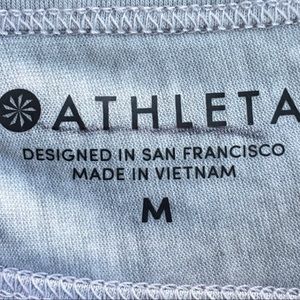 ATHLETA
DESIGNED IN SAN FRANCISCO
MADE IN VIETNAM
M